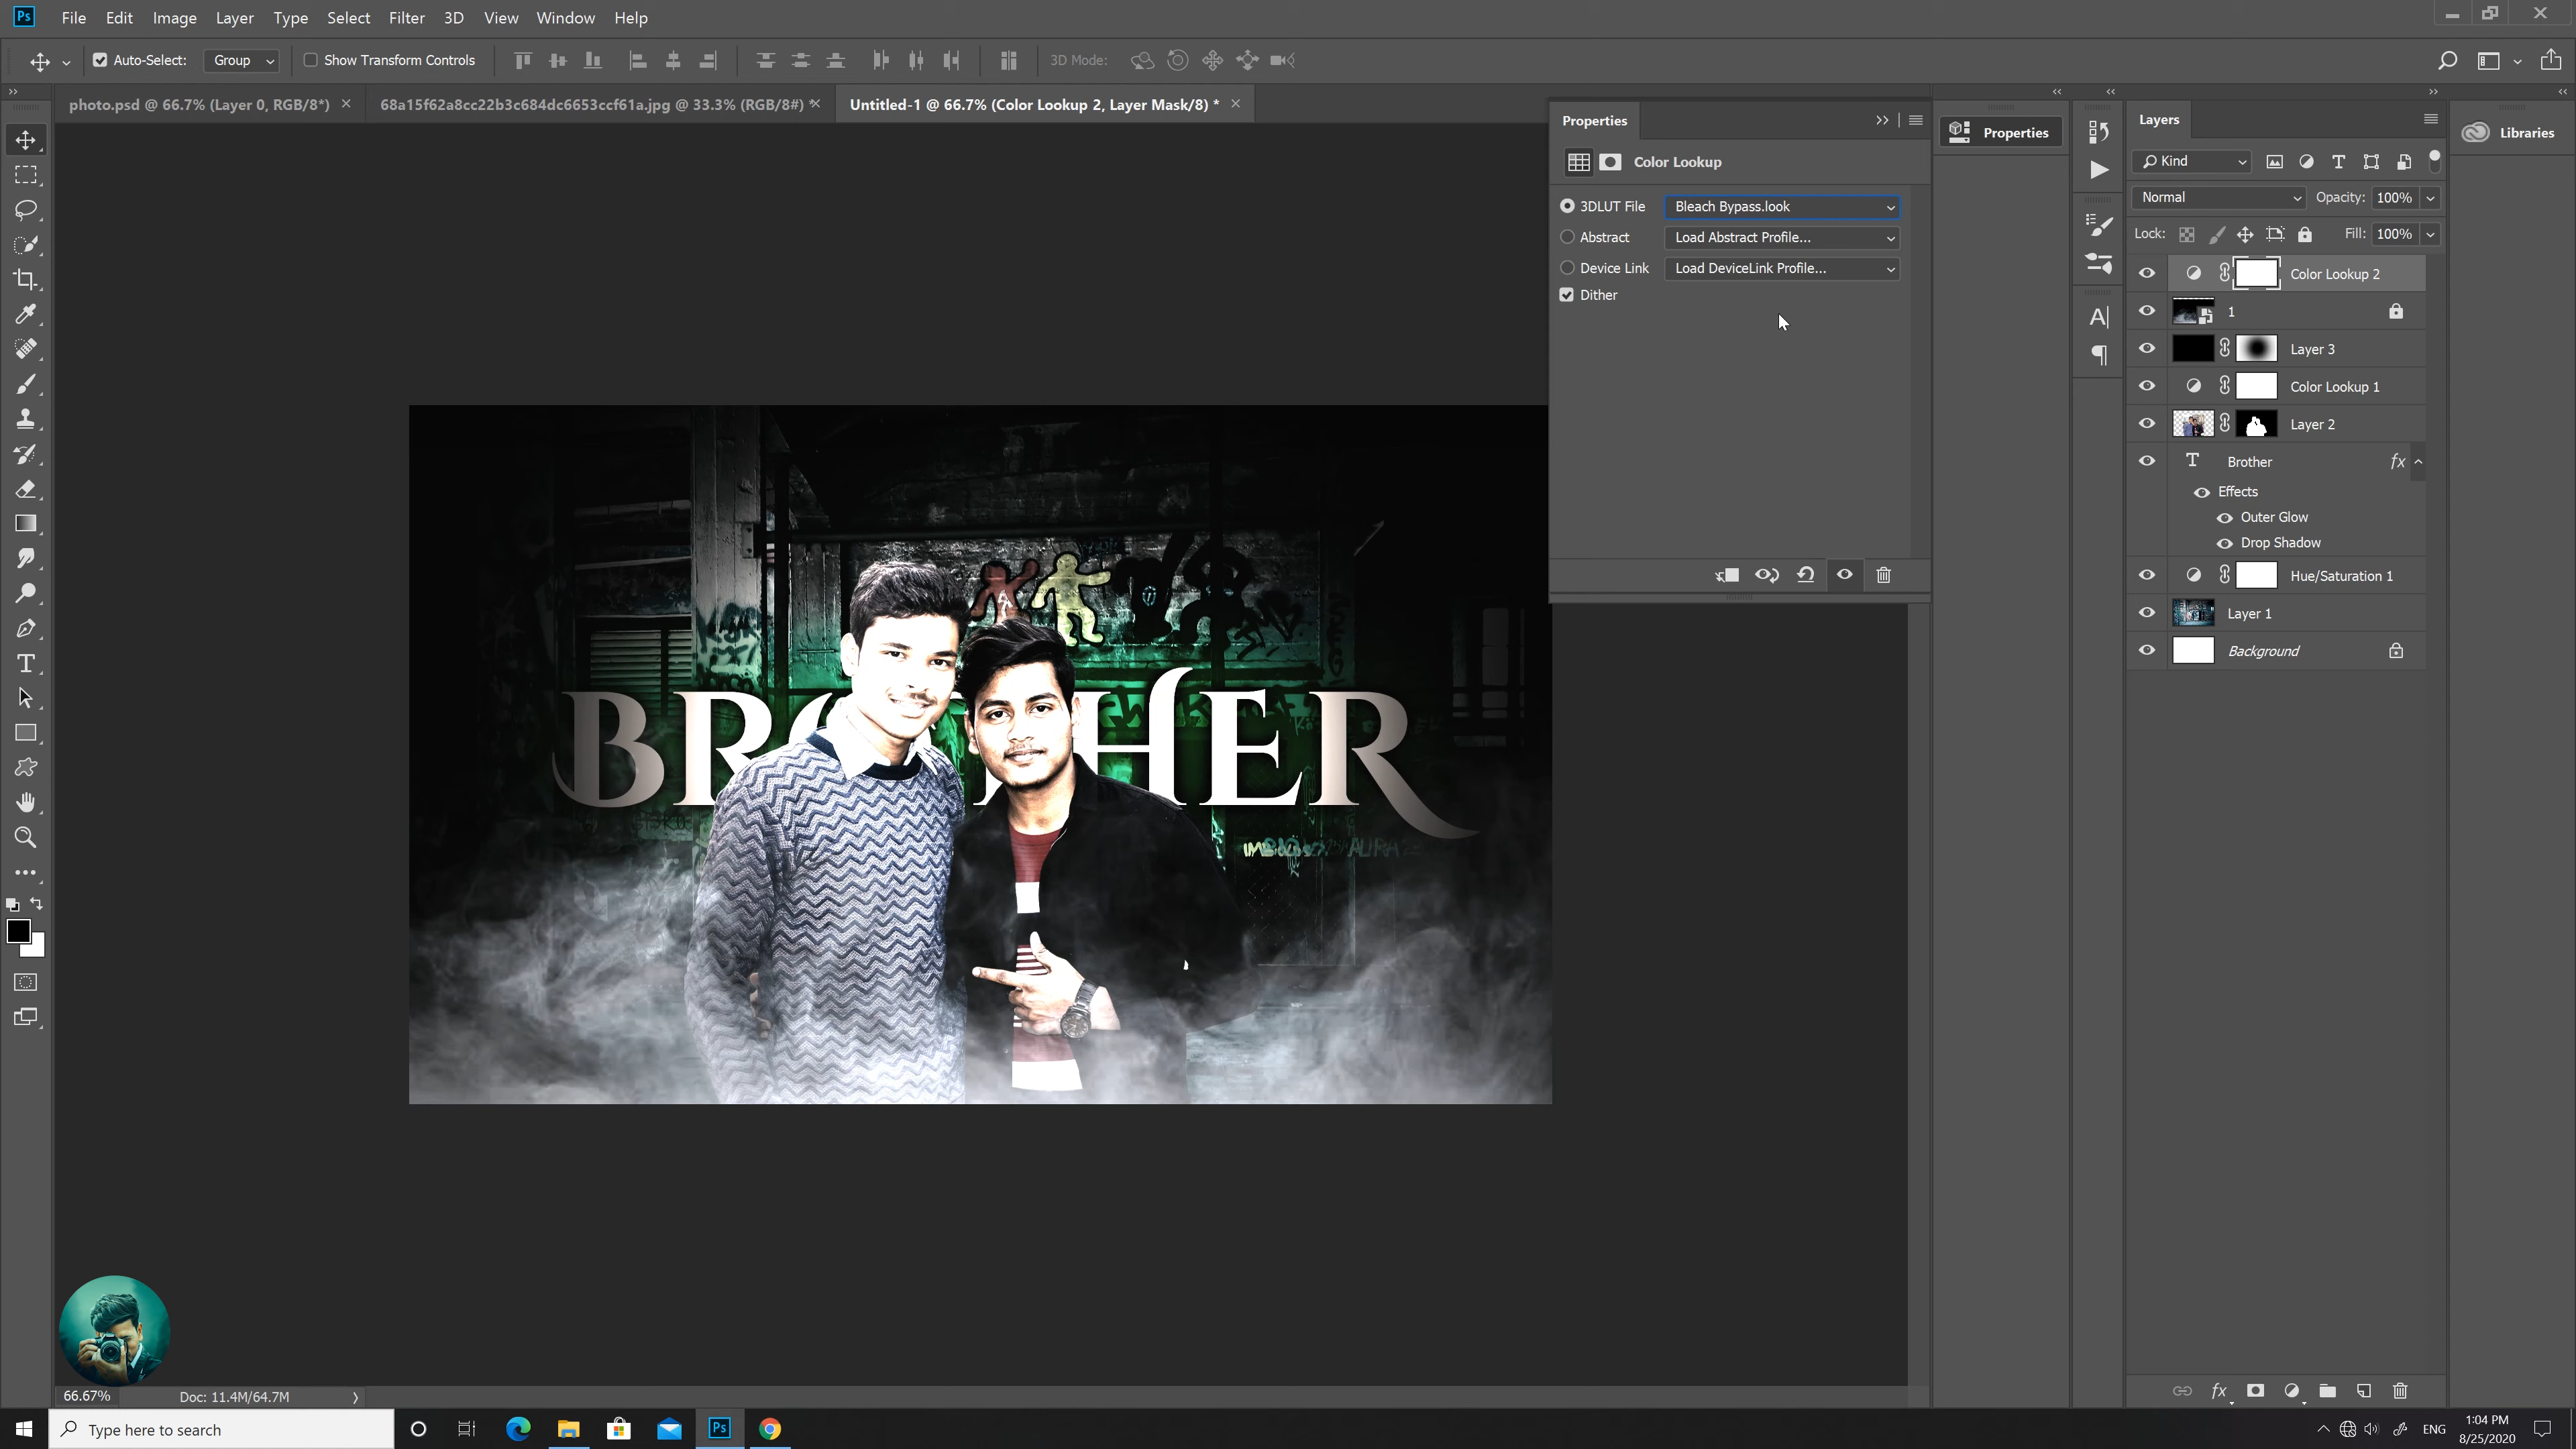 Ps File Edit Image Layer Type Select Filter 3D View Window Help
Auto-Select: Group Show Transform Controls 3D Mode:
photo.psd @ 66.7% (Layer 0, RGB/8*) × 68a15f62a8cc22b3c684dc6653ccf61a.jpg @ 33.3% (RGB/8#) * × Untitled-1 @ 66.7% (Color Lookup 2, Layer Mask/8) * ×
Properties
Color Lookup
3DLUT File Bleach Bypass.look
Abstract Load Abstract Profile...
Device Link Load DeviceLink Profile...
Dither
Properties
Layers
Kind
Normal Opacity: 100%
Lock: Fill: 100%
Color Lookup 2
1
Layer 3
Color Lookup 1
Layer 2
T Brother fx
Effects
Outer Glow
Drop Shadow
Hue/Saturation 1
Layer 1
Background
Libraries
BROTHER
66.67% Doc: 11.4M/64.7M
fx
Type here to search
Ps
ENG
1:04 PM
8/25/2020